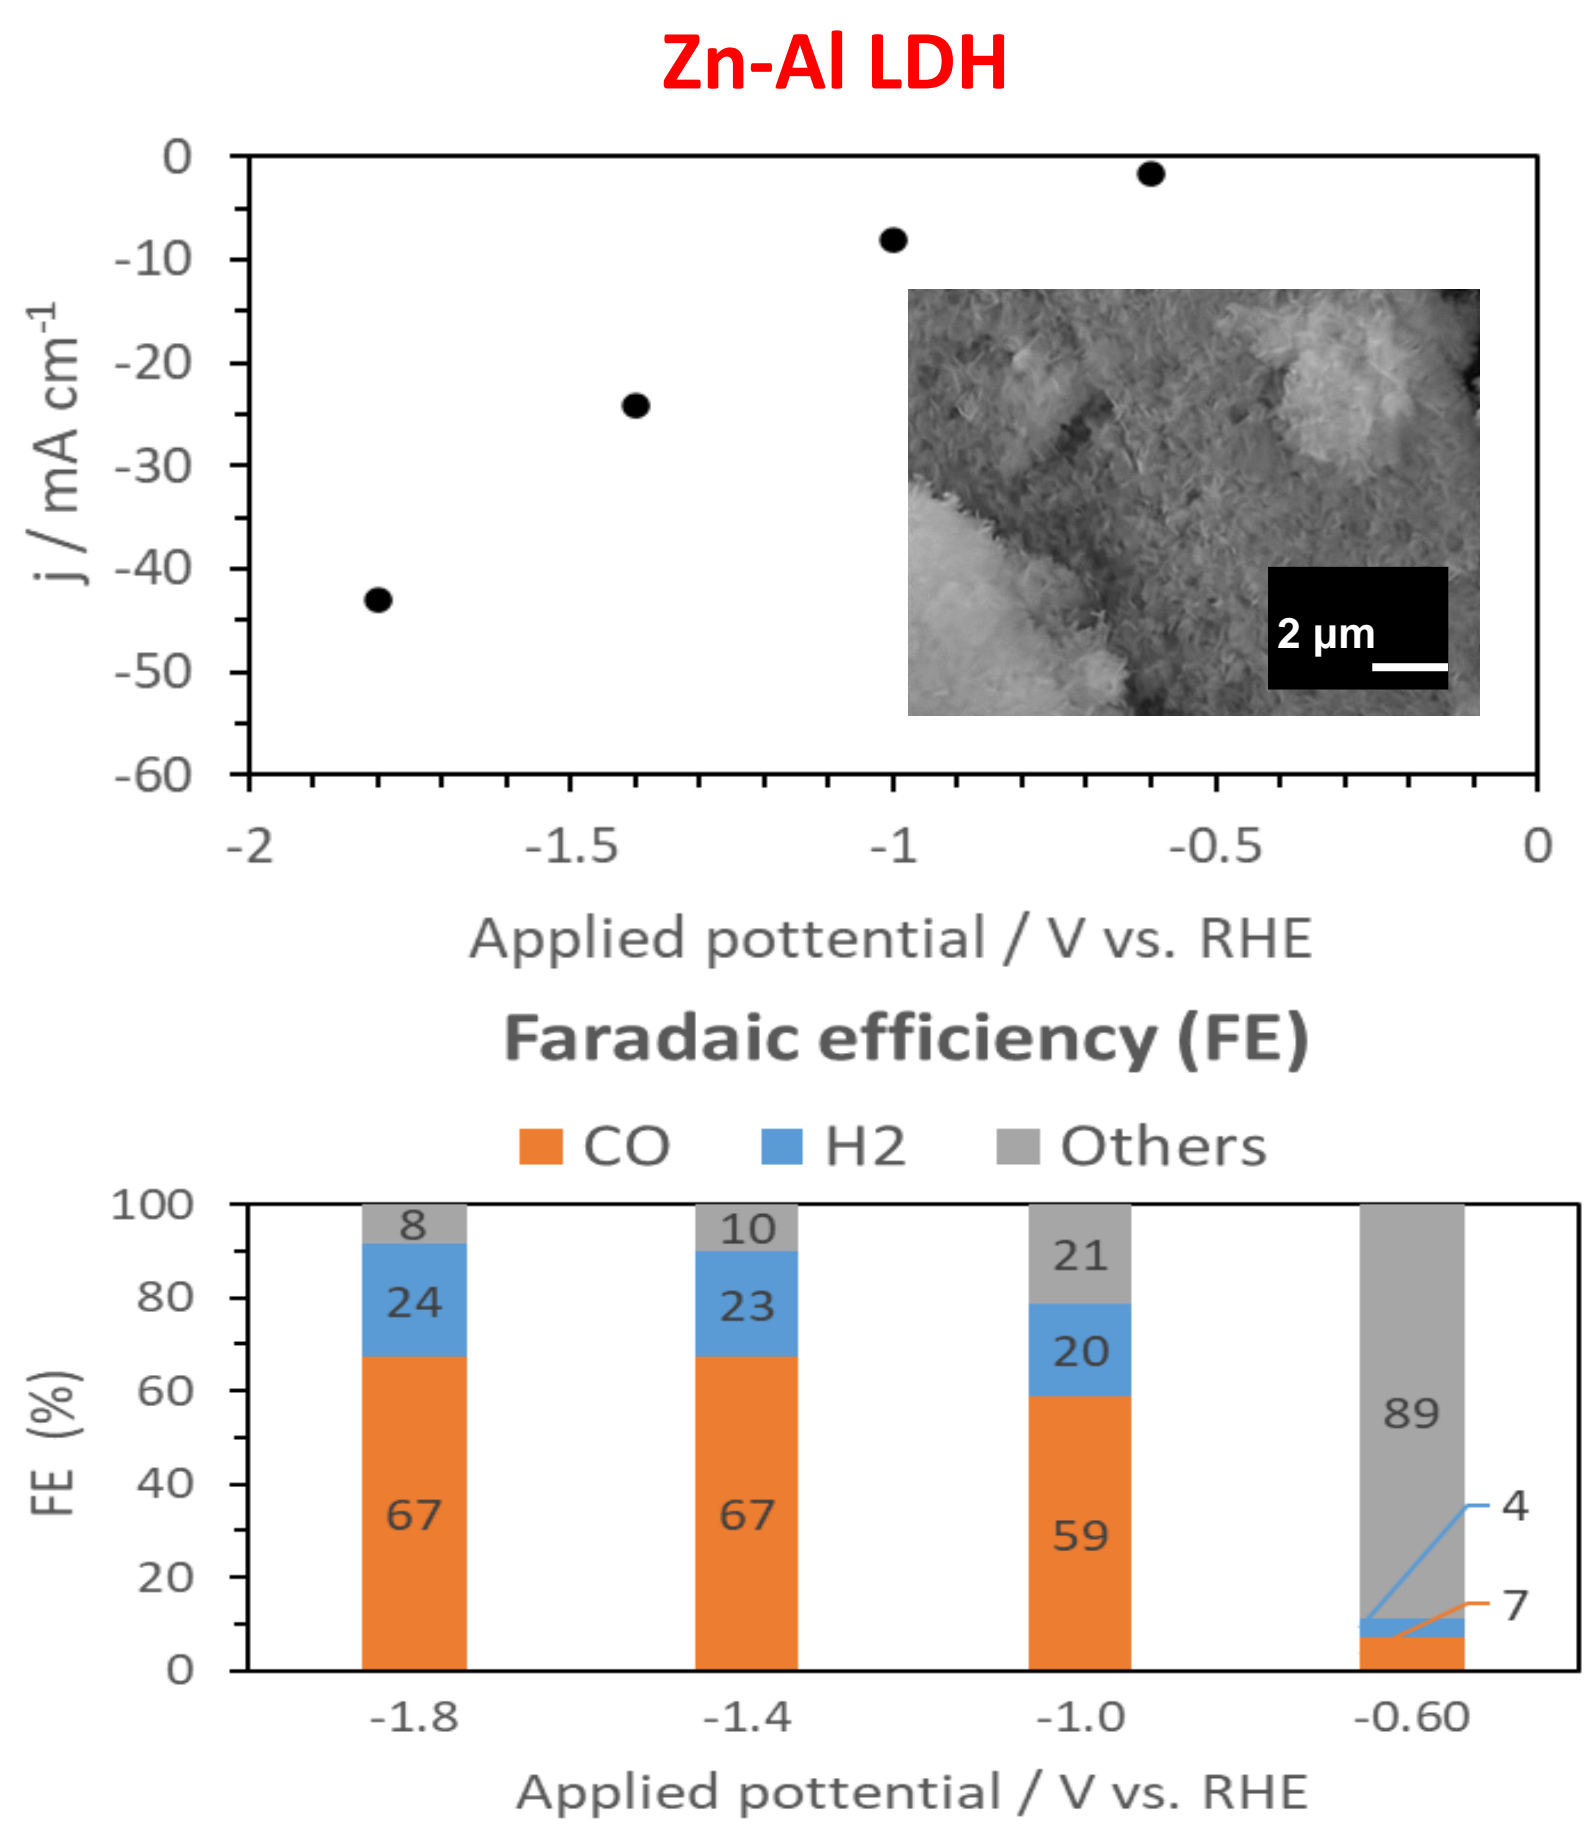 Zn-Al LDH
0
-10
-20
-30
-40
-50
-60
j / mA cm⁻¹
2 µm
-2 -1.5 -1 -0.5 0
Applied pottential / V vs. RHE
Faradaic efficiency (FE)
CO H2 Others
100
80
60
40
20
0
FE (%)
8 10 21
24 23 20 89
67 67 59 4
7
-1.8 -1.4 -1.0 -0.60
Applied pottential / V vs. RHE